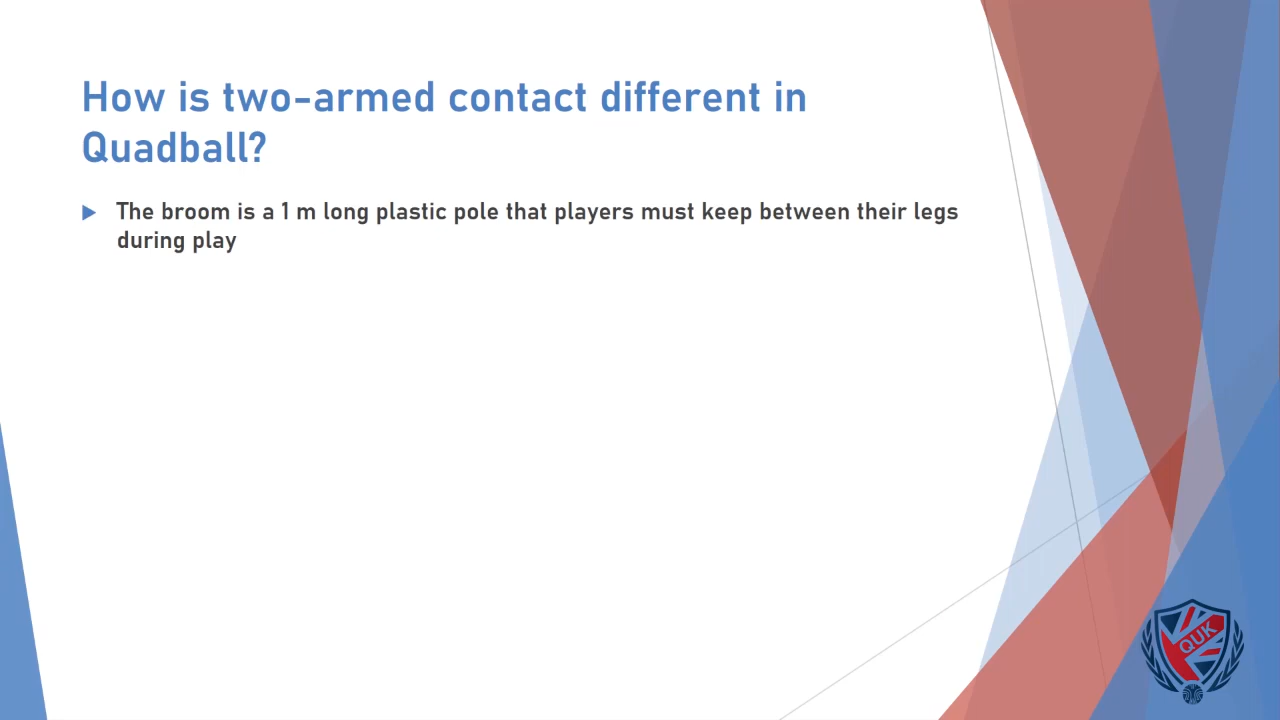 How is two-armed contact different in
Quadball?
The broom is a 1 m long plastic pole that players must keep between their legs
during play
QUK